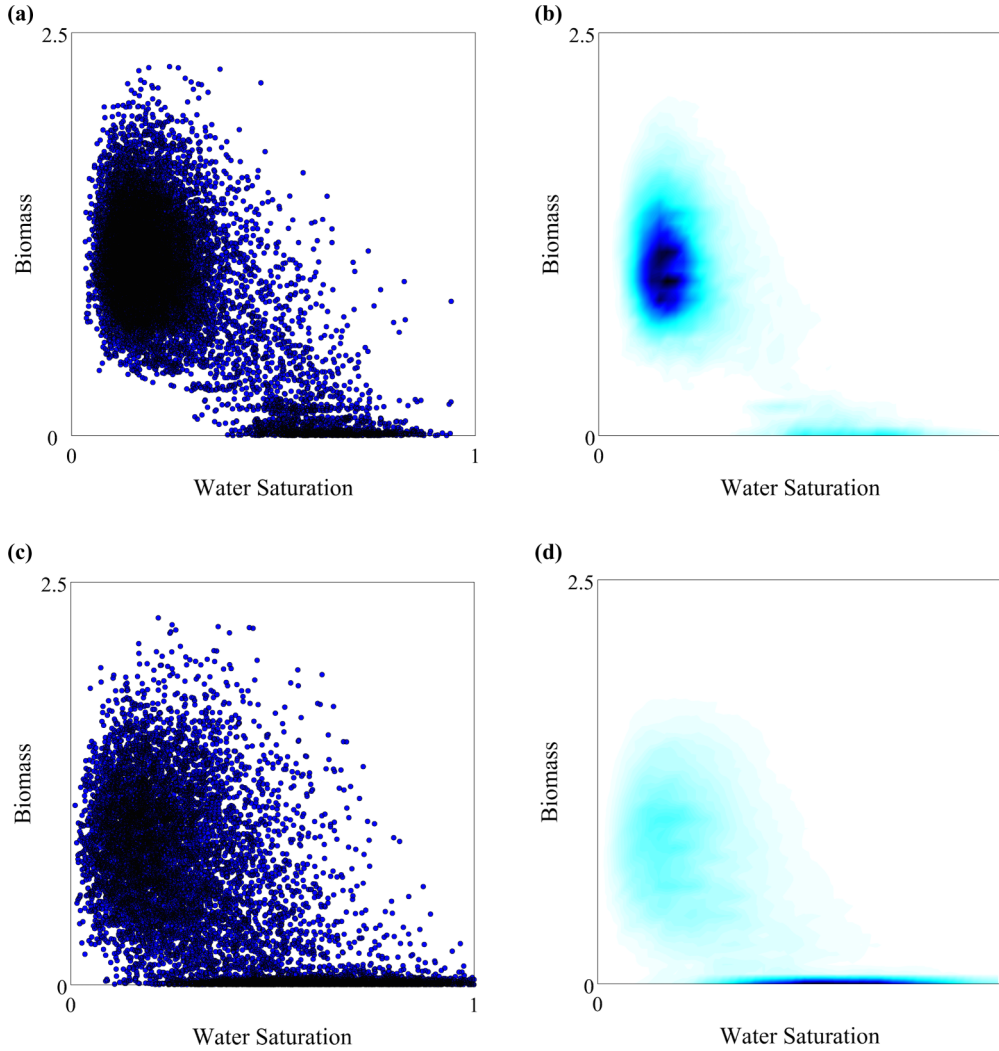 (a)
2.5
Biomass
0
0
1
Water Saturation
(b)
2.5
Biomass
0
0
Water Saturation
(c)
2.5
Biomass
0
0
1
Water Saturation
(d)
2.5
Biomass
0
0
Water Saturation